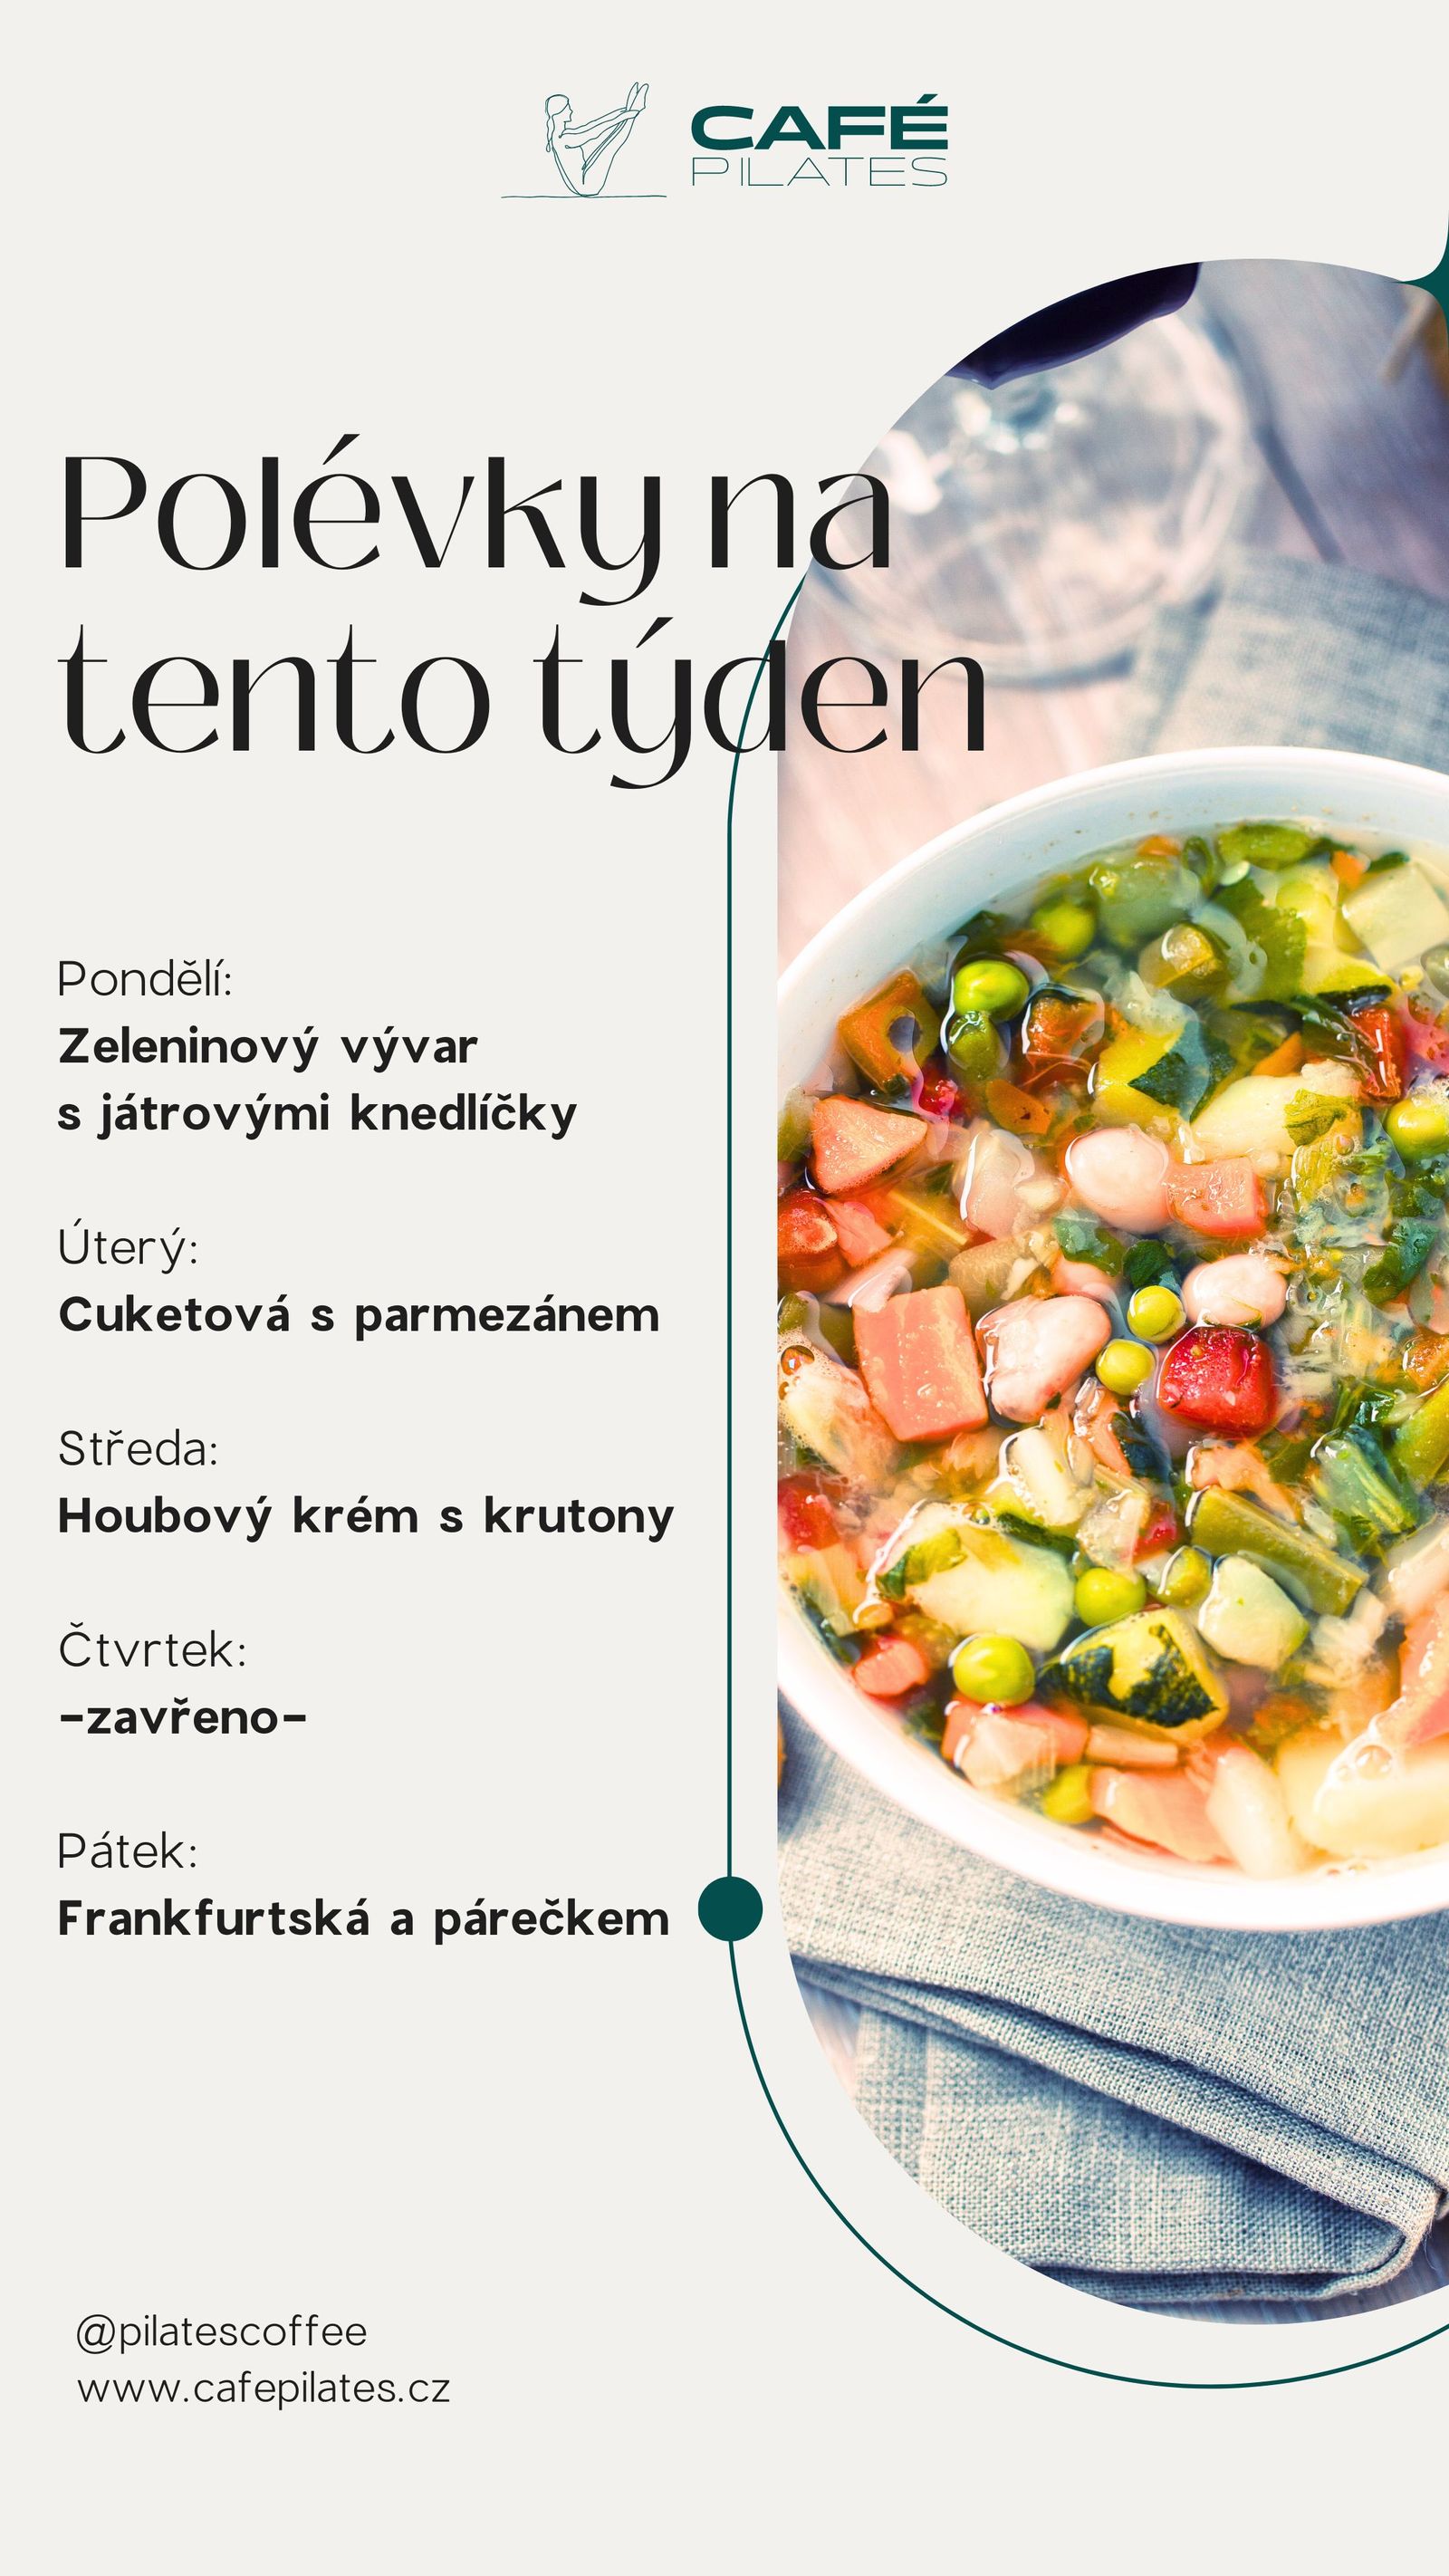 CAFÉ
PILATES
Polévky na
tento týden
Pondělí:
Zeleninový vývar
s játrovými knedlíčky
Úterý:
Cuketová s parmezánem
Středa:
Houbový krém s krutony
Čtvrtek:
-zavřeno-
Pátek:
Frankfurtská a párečkem
@pilatescoffee
www.cafepilates.cz